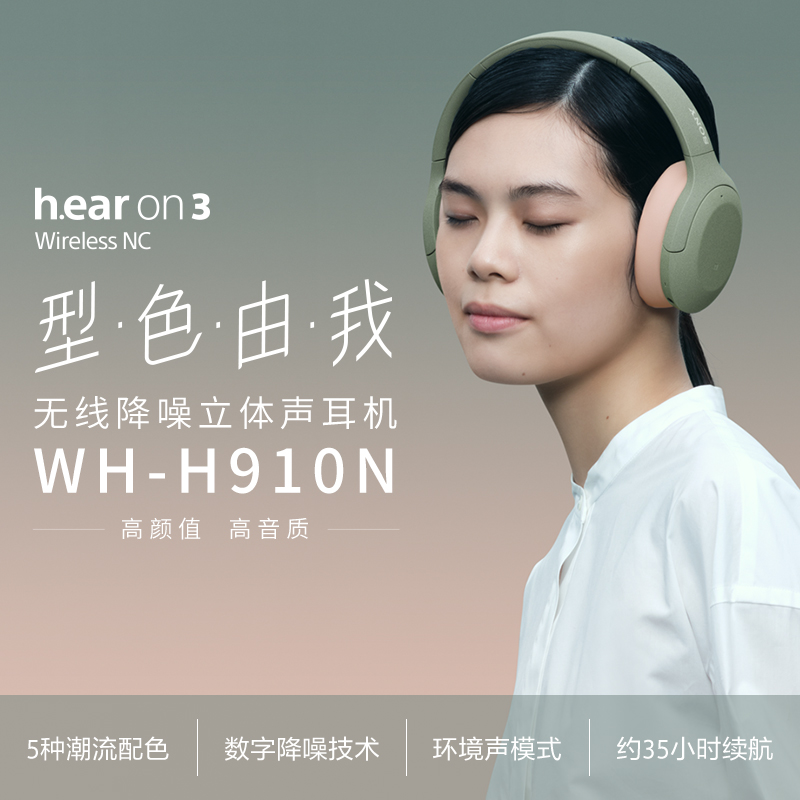 SONY
h.ear on 3
Wireless NC
型·色·由·我
无线降噪立体声耳机
WH-H910N
高颜值 高音质
5种潮流配色 数字降噪技术 环境声模式 约35小时续航